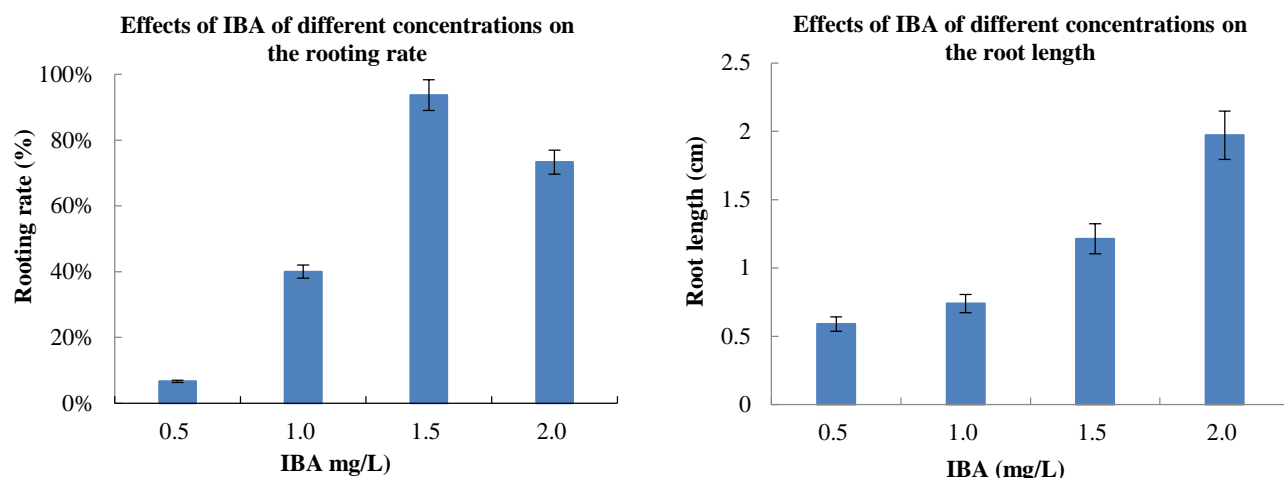 Effects of IBA of different concentrations on
the rooting rate
100%
80%
60%
40%
20%
0%
Rooting rate (%)
0.5 1.0 1.5 2.0
IBA mg/L)
Effects of IBA of different concentrations on
the root length
2.5
2
1.5
1
0.5
0
Root length (cm)
0.5 1.0 1.5 2.0
IBA (mg/L)